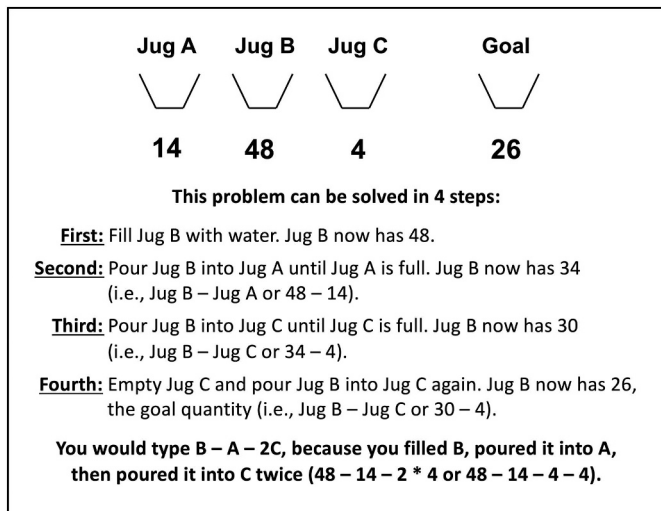 Jug A Jug B Jug C Goal
14 48 4 26
This problem can be solved in 4 steps:
First: Fill Jug B with water. Jug B now has 48.
Second: Pour Jug B into Jug A until Jug A is full. Jug B now has 34
(i.e., Jug B – Jug A or 48 – 14).
Third: Pour Jug B into Jug C until Jug C is full. Jug B now has 30
(i.e., Jug B – Jug C or 34 – 4).
Fourth: Empty Jug C and pour Jug B into Jug C again. Jug B now has 26,
the goal quantity (i.e., Jug B – Jug C or 30 – 4).
You would type B – A – 2C, because you filled B, poured it into A,
then poured it into C twice (48 – 14 – 2 * 4 or 48 – 14 – 4 – 4).